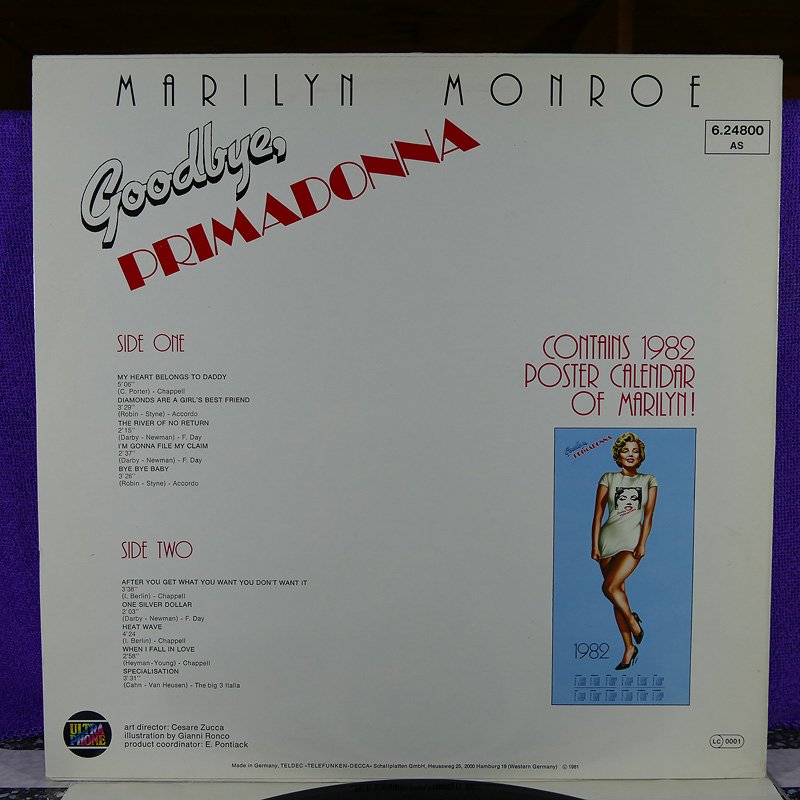 MARILYN MONROE
6.24800
AS
Goodbye,
PRIMADONNA
SIDE ONE
MY HEART BELONGS TO DADDY
5'06"
(C. Porter) - Chappell
DIAMONDS ARE A GIRL'S BEST FRIEND
3'29"
(Robin - Styne) - Accordo
THE RIVER OF NO RETURN
2'15"
(Darby - Newman) - F. Day
I'M GONNA FILE MY CLAIM
2'37"
(Darby - Newman) - F. Day
BYE BYE BABY
3'26"
(Robin - Styne) - Accordo
CONTAINS 1982
POSTER CALENDAR
OF MARILYN!
Goodbye,
PRIMADONNA
1982
SIDE TWO
AFTER YOU GET WHAT YOU WANT YOU DON'T WANT IT
3'38"
(I. Berlin) - Chappell
ONE SILVER DOLLAR
2'03"
(Darby - Newman) - F. Day
HEAT WAVE
4'24
(I. Berlin) - Chappell
WHEN I FALL IN LOVE
2'58"
(Heyman-Young) - Chappell
SPECIALISATION
3'31"
(Cahn - Van Heusen) - The big 3 Italia
ULTRA
PHONE
art director: Cesare Zucca
illustration by Gianni Ronco
product coordinator: E. Pontiack
LC 0001
Made in Germany, TELDEC »TELEFUNKEN-DECCA« Schallplatten GmbH, Heussweg 25, 2000 Hamburg 19 (Western Germany) © 1981